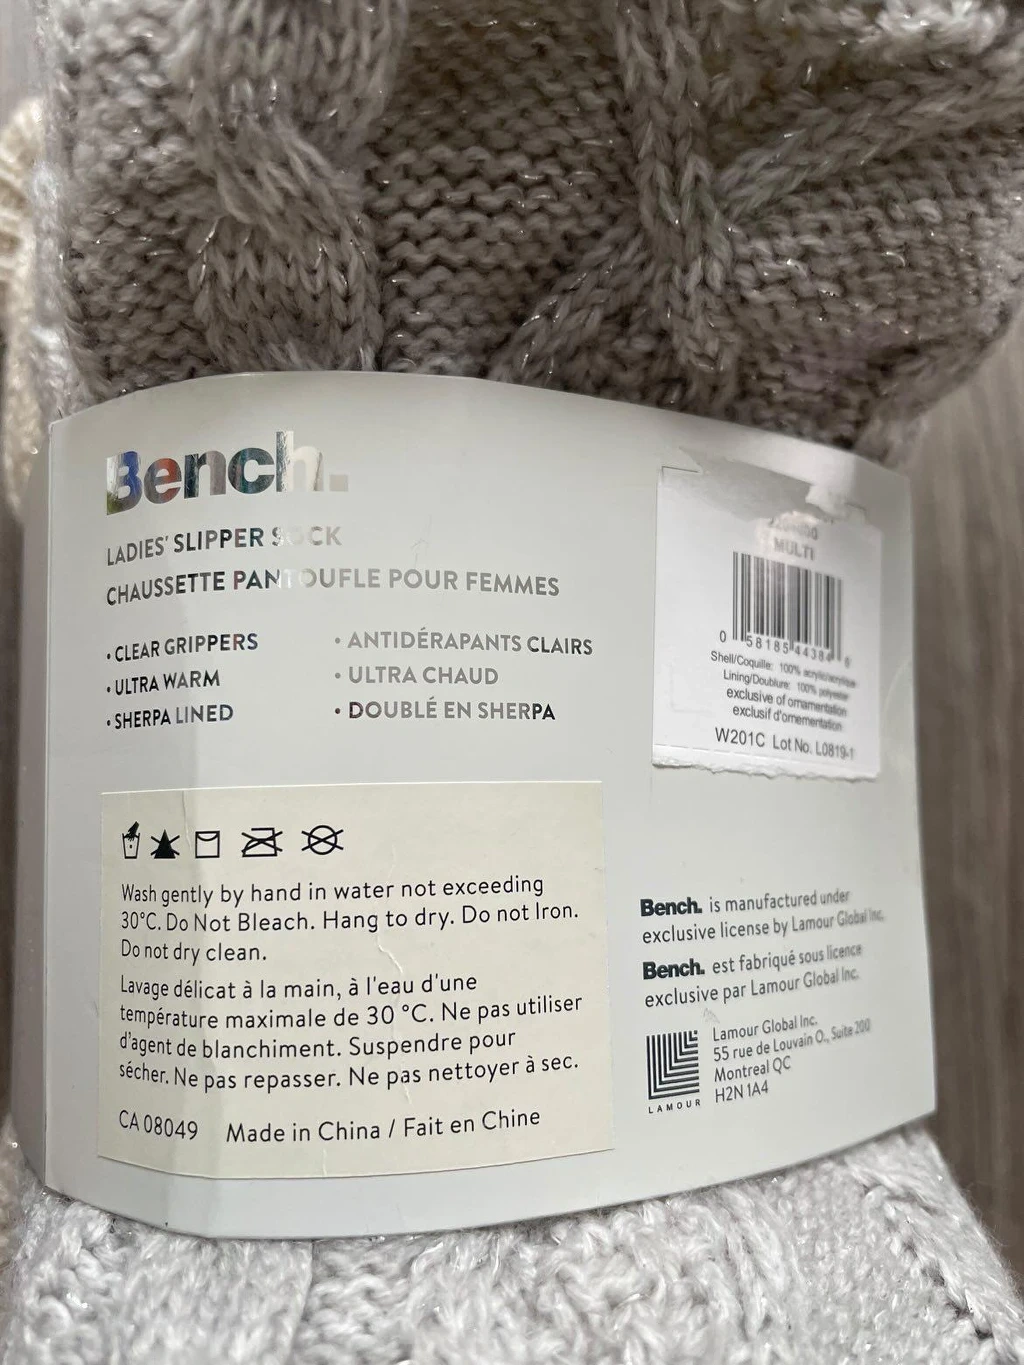 Bench.
LADIES' SLIPPER SOCK
CHAUSSETTE PANTOUFLE POUR FEMMES
• CLEAR GRIPPERS
• ULTRA WARM
• SHERPA LINED
• ANTIDÉRAPANTS CLAIRS
• ULTRA CHAUD
• DOUBLÉ EN SHERPA
MULTI
0 58185 44384 6
Shell/Coquille: 100% acrylic/acrylique
Lining/Doublure: 100% polyester
exclusive of ornamentation
exclusif d'ornementation
W201C Lot No. L0819-1
Wash gently by hand in water not exceeding
30°C. Do Not Bleach. Hang to dry. Do not Iron.
Do not dry clean.
Lavage délicat à la main, à l'eau d'une
température maximale de 30 °C. Ne pas utiliser
d'agent de blanchiment. Suspendre pour
sécher. Ne pas repasser. Ne pas nettoyer à sec.
CA 08049 Made in China / Fait en Chine
Bench. is manufactured under
exclusive license by Lamour Global Inc.
Bench. est fabriqué sous licence
exclusive par Lamour Global Inc.
LAMOUR
Lamour Global Inc.
55 rue de Louvain O., Suite 200
Montreal QC
H2N 1A4